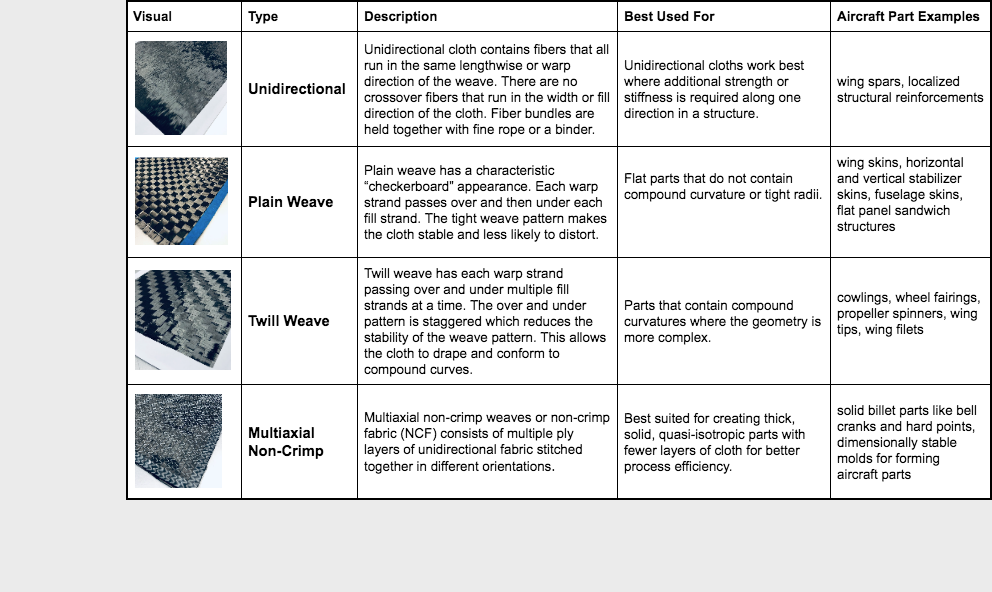 Visual Type Description Best Used For Aircraft Part Examples
Unidirectional
Unidirectional cloth contains fibers that all
run in the same lengthwise or warp
direction of the weave. There are no
crossover fibers that run in the width or fill
direction of the cloth. Fiber bundles are
held together with fine rope or a binder.
Unidirectional cloths work best
where additional strength or
stiffness is required along one
direction in a structure.
wing spars, localized
structural reinforcements
Plain Weave
Plain weave has a characteristic
“checkerboard” appearance. Each warp
strand passes over and then under each
fill strand. The tight weave pattern makes
the cloth stable and less likely to distort.
Flat parts that do not contain
compound curvature or tight radii.
wing skins, horizontal
and vertical stabilizer
skins, fuselage skins,
flat panel sandwich
structures
Twill Weave
Twill weave has each warp strand
passing over and under multiple fill
strands at a time. The over and under
pattern is staggered which reduces the
stability of the weave pattern. This allows
the cloth to drape and conform to
compound curves.
Parts that contain compound
curvatures where the geometry is
more complex.
cowlings, wheel fairings,
propeller spinners, wing
tips, wing filets
Multiaxial
Non-Crimp
Multiaxial non-crimp weaves or non-crimp
fabric (NCF) consists of multiple ply
layers of unidirectional fabric stitched
together in different orientations.
Best suited for creating thick,
solid, quasi-isotropic parts with
fewer layers of cloth for better
process efficiency.
solid billet parts like bell
cranks and hard points,
dimensionally stable
molds for forming
aircraft parts